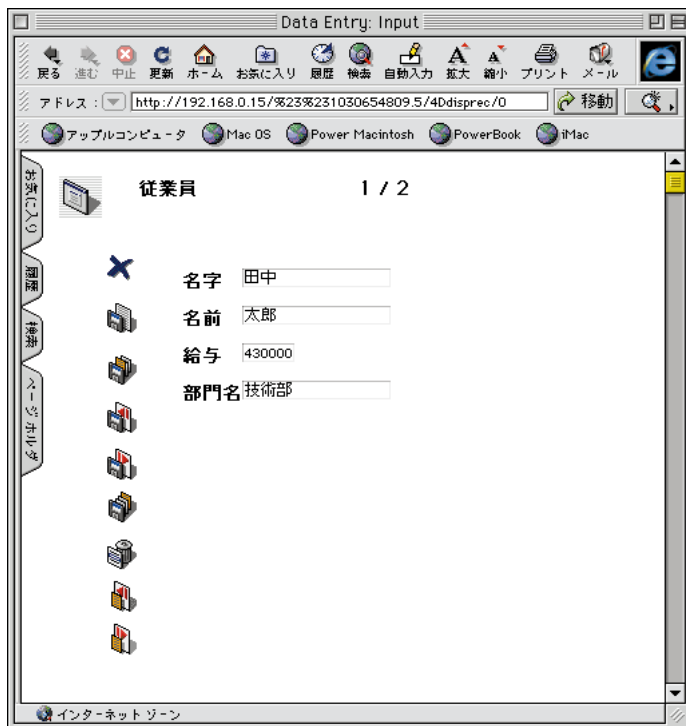 Data Entry: Input
戻る 進む 中止 更新 ホーム お気に入り 履歴 検索 自動入力 拡大 縮小 プリント メール
アドレス : http://192.168.0.15/%23%231030654809.5/4Ddisprec/0 移動
アップルコンピュータ Mac OS Power Macintosh PowerBook iMac
お気に入り
履歴
検索
ページ ホルダ
従業員 1 / 2
名字 田中
名前 太郎
給与 430000
部門名 技術部
インターネット ゾーン